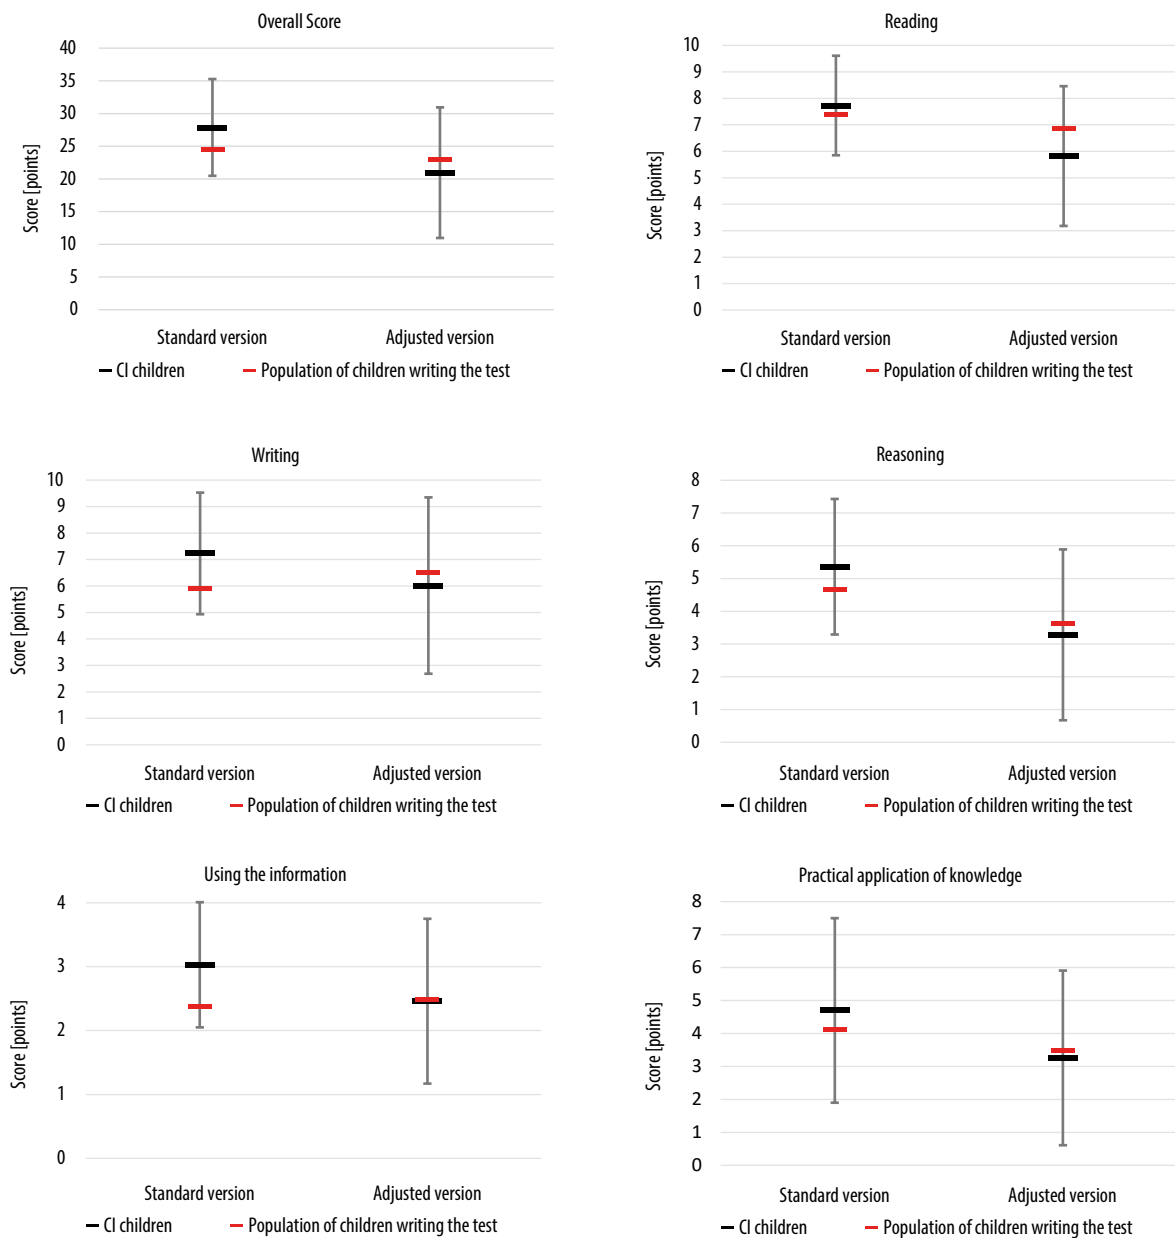 Overall Score
40
35
30
25
20
15
10
5
0
Score [points]
Standard version Adjusted version
CI children Population of children writing the test
Reading
10
9
8
7
6
5
4
3
2
1
0
Score [points]
Standard version Adjusted version
CI children Population of children writing the test
Writing
10
9
8
7
6
5
4
3
2
1
0
Score [points]
Standard version Adjusted version
CI children Population of children writing the test
Reasoning
8
7
6
5
4
3
2
1
0
Score [points]
Standard version Adjusted version
CI children Population of children writing the test
Using the information
4
3
2
1
0
Score [points]
Standard version Adjusted version
CI children Population of children writing the test
Practical application of knowledge
8
7
6
5
4
3
2
1
0
Score [points]
Standard version Adjusted version
CI children Population of children writing the test